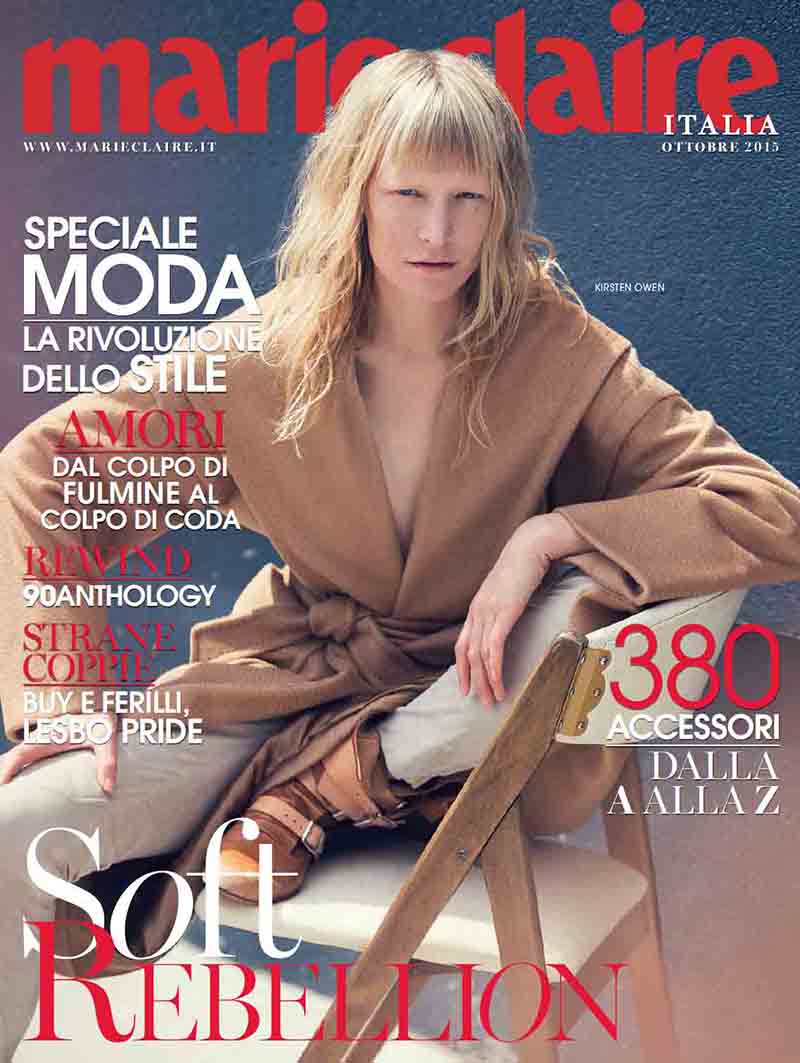 marie claire
ITALIA
WWW.MARIECLAIRE.IT
OTTOBRE 2015
SPECIALE
MODA
LA RIVOLUZIONE
DELLO STILE
KIRSTEN OWEN
AMORI
DAL COLPO DI
FULMINE AL
COLPO DI CODA
REWIND
90ANTHOLOGY
STRANE
COPPIE
BUY E FERILLI,
LESBO PRIDE
380
ACCESSORI
DALLA
A ALLA Z
Soft
REBELLION